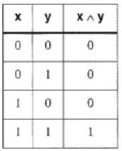 x y x ∧ y
0 0 0
0 1 0
1 0 0
1 1 1